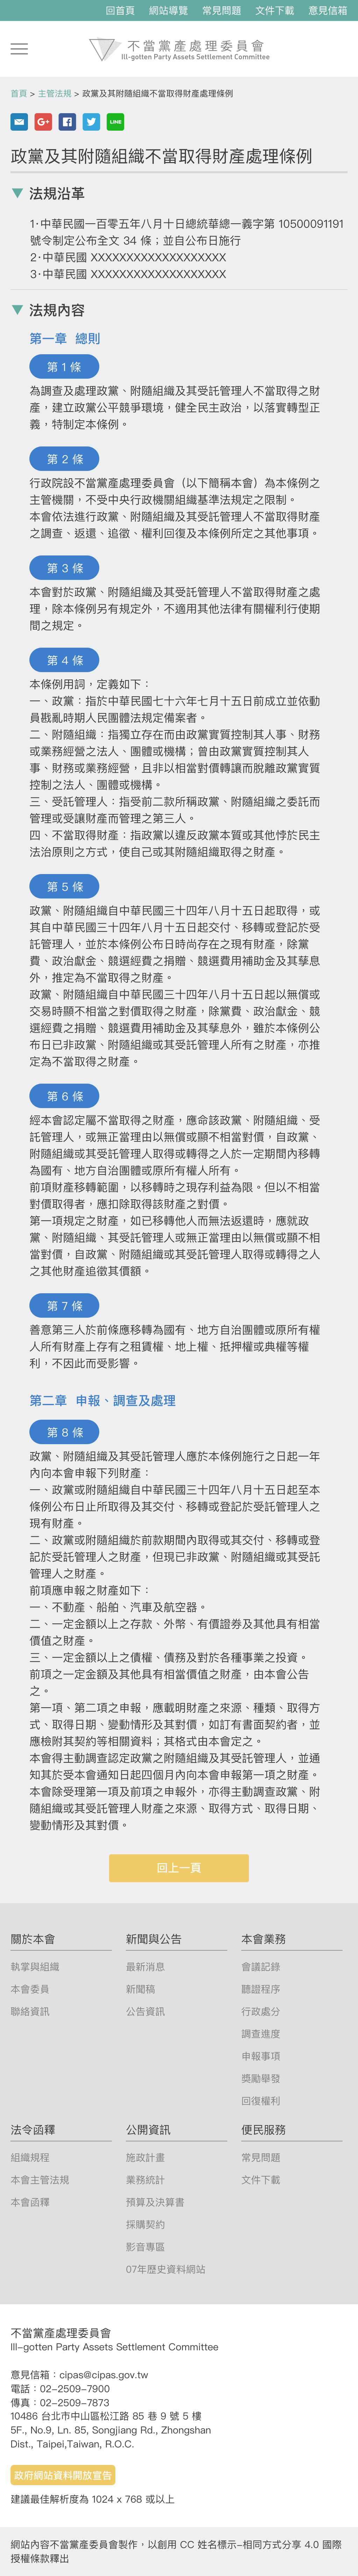 回首頁 網站導覽 常見問題 文件下載 意見信箱
不當黨產處理委員會
Ill-gotten Party Assets Settlement Committee
首頁 > 主管法規 > 政黨及其附隨組織不當取得財產處理條例
LINE
政黨及其附隨組織不當取得財產處理條例
法規沿革
1·中華民國一百零五年八月十日總統華總一義字第 10500091191
號令制定公布全文 34 條；並自公布日施行
2·中華民國 XXXXXXXXXXXXXXXXXXX
3·中華民國 XXXXXXXXXXXXXXXXXXX
法規內容
第一章 總則
第 1 條
為調查及處理政黨、附隨組織及其受託管理人不當取得之財
產，建立政黨公平競爭環境，健全民主政治，以落實轉型正
義，特制定本條例。
第 2 條
行政院設不當黨產處理委員會（以下簡稱本會）為本條例之
主管機關，不受中央行政機關組織基準法規定之限制。
本會依法進行政黨、附隨組織及其受託管理人不當取得財產
之調查、返還、追徵、權利回復及本條例所定之其他事項。
第 3 條
本會對於政黨、附隨組織及其受託管理人不當取得財產之處
理，除本條例另有規定外，不適用其他法律有關權利行使期
間之規定。
第 4 條
本條例用詞，定義如下：
一、政黨：指於中華民國七十六年七月十五日前成立並依動
員戡亂時期人民團體法規定備案者。
二、附隨組織：指獨立存在而由政黨實質控制其人事、財務
或業務經營之法人、團體或機構；曾由政黨實質控制其人
事、財務或業務經營，且非以相當對價轉讓而脫離政黨實質
控制之法人、團體或機構。
三、受託管理人：指受前二款所稱政黨、附隨組織之委託而
管理或受讓財產而管理之第三人。
四、不當取得財產：指政黨以違反政黨本質或其他悖於民主
法治原則之方式，使自己或其附隨組織取得之財產。
第 5 條
政黨、附隨組織自中華民國三十四年八月十五日起取得，或
其自中華民國三十四年八月十五日起交付、移轉或登記於受
託管理人，並於本條例公布日時尚存在之現有財產，除黨
費、政治獻金、競選經費之捐贈、競選費用補助金及其孳息
外，推定為不當取得之財產。
政黨、附隨組織自中華民國三十四年八月十五日起以無償或
交易時顯不相當之對價取得之財產，除黨費、政治獻金、競
選經費之捐贈、競選費用補助金及其孳息外，雖於本條例公
布日已非政黨、附隨組織或其受託管理人所有之財產，亦推
定為不當取得之財產。
第 6 條
經本會認定屬不當取得之財產，應命該政黨、附隨組織、受
託管理人，或無正當理由以無償或顯不相當對價，自政黨、
附隨組織或其受託管理人取得或轉得之人於一定期間內移轉
為國有、地方自治團體或原所有權人所有。
前項財產移轉範圍，以移轉時之現存利益為限。但以不相當
對價取得者，應扣除取得該財產之對價。
第一項規定之財產，如已移轉他人而無法返還時，應就政
黨、附隨組織、其受託管理人或無正當理由以無償或顯不相
當對價，自政黨、附隨組織或其受託管理人取得或轉得之人
之其他財產追徵其價額。
第 7 條
善意第三人於前條應移轉為國有、地方自治團體或原所有權
人所有財產上存有之租賃權、地上權、抵押權或典權等權
利，不因此而受影響。
第二章 申報、調查及處理
第 8 條
政黨、附隨組織及其受託管理人應於本條例施行之日起一年
內向本會申報下列財產：
一、政黨或附隨組織自中華民國三十四年八月十五日起至本
條例公布日止所取得及其交付、移轉或登記於受託管理人之
現有財產。
二、政黨或附隨組織於前款期間內取得或其交付、移轉或登
記於受託管理人之財產，但現已非政黨、附隨組織或其受託
管理人之財產。
前項應申報之財產如下：
一、不動產、船舶、汽車及航空器。
二、一定金額以上之存款、外幣、有價證券及其他具有相當
價值之財產。
三、一定金額以上之債權、債務及對於各種事業之投資。
前項之一定金額及其他具有相當價值之財產，由本會公告
之。
第一項、第二項之申報，應載明財產之來源、種類、取得方
式、取得日期、變動情形及其對價，如訂有書面契約者，並
應檢附其契約等相關資料；其格式由本會定之。
本會得主動調查認定政黨之附隨組織及其受託管理人，並通
知其於受本會通知日起四個月內向本會申報第一項之財產。
本會除受理第一項及前項之申報外，亦得主動調查政黨、附
隨組織或其受託管理人財產之來源、取得方式、取得日期、
變動情形及其對價。
回上一頁
關於本會 新聞與公告 本會業務
執掌與組織 最新消息 會議記錄
本會委員 新聞稿 聽證程序
聯絡資訊 公告資訊 行政處分
調查進度
申報事項
獎勵舉發
回復權利
法令函釋 公開資訊 便民服務
組織規程 施政計畫 常見問題
本會主管法規 業務統計 文件下載
本會函釋 預算及決算書
採購契約
影音專區
07年歷史資料網站
不當黨產處理委員會
Ill-gotten Party Assets Settlement Committee
意見信箱：cipas@cipas.gov.tw
電話：02-2509-7900
傳真：02-2509-7873
10486 台北市中山區松江路 85 巷 9 號 5 樓
5F., No.9, Ln. 85, Songjiang Rd., Zhongshan
Dist., Taipei,Taiwan, R.O.C.
政府網站資料開放宣告
建議最佳解析度為 1024 x 768 或以上
網站內容不當黨產委員會製作，以創用 CC 姓名標示-相同方式分享 4.0 國際
授權條款釋出